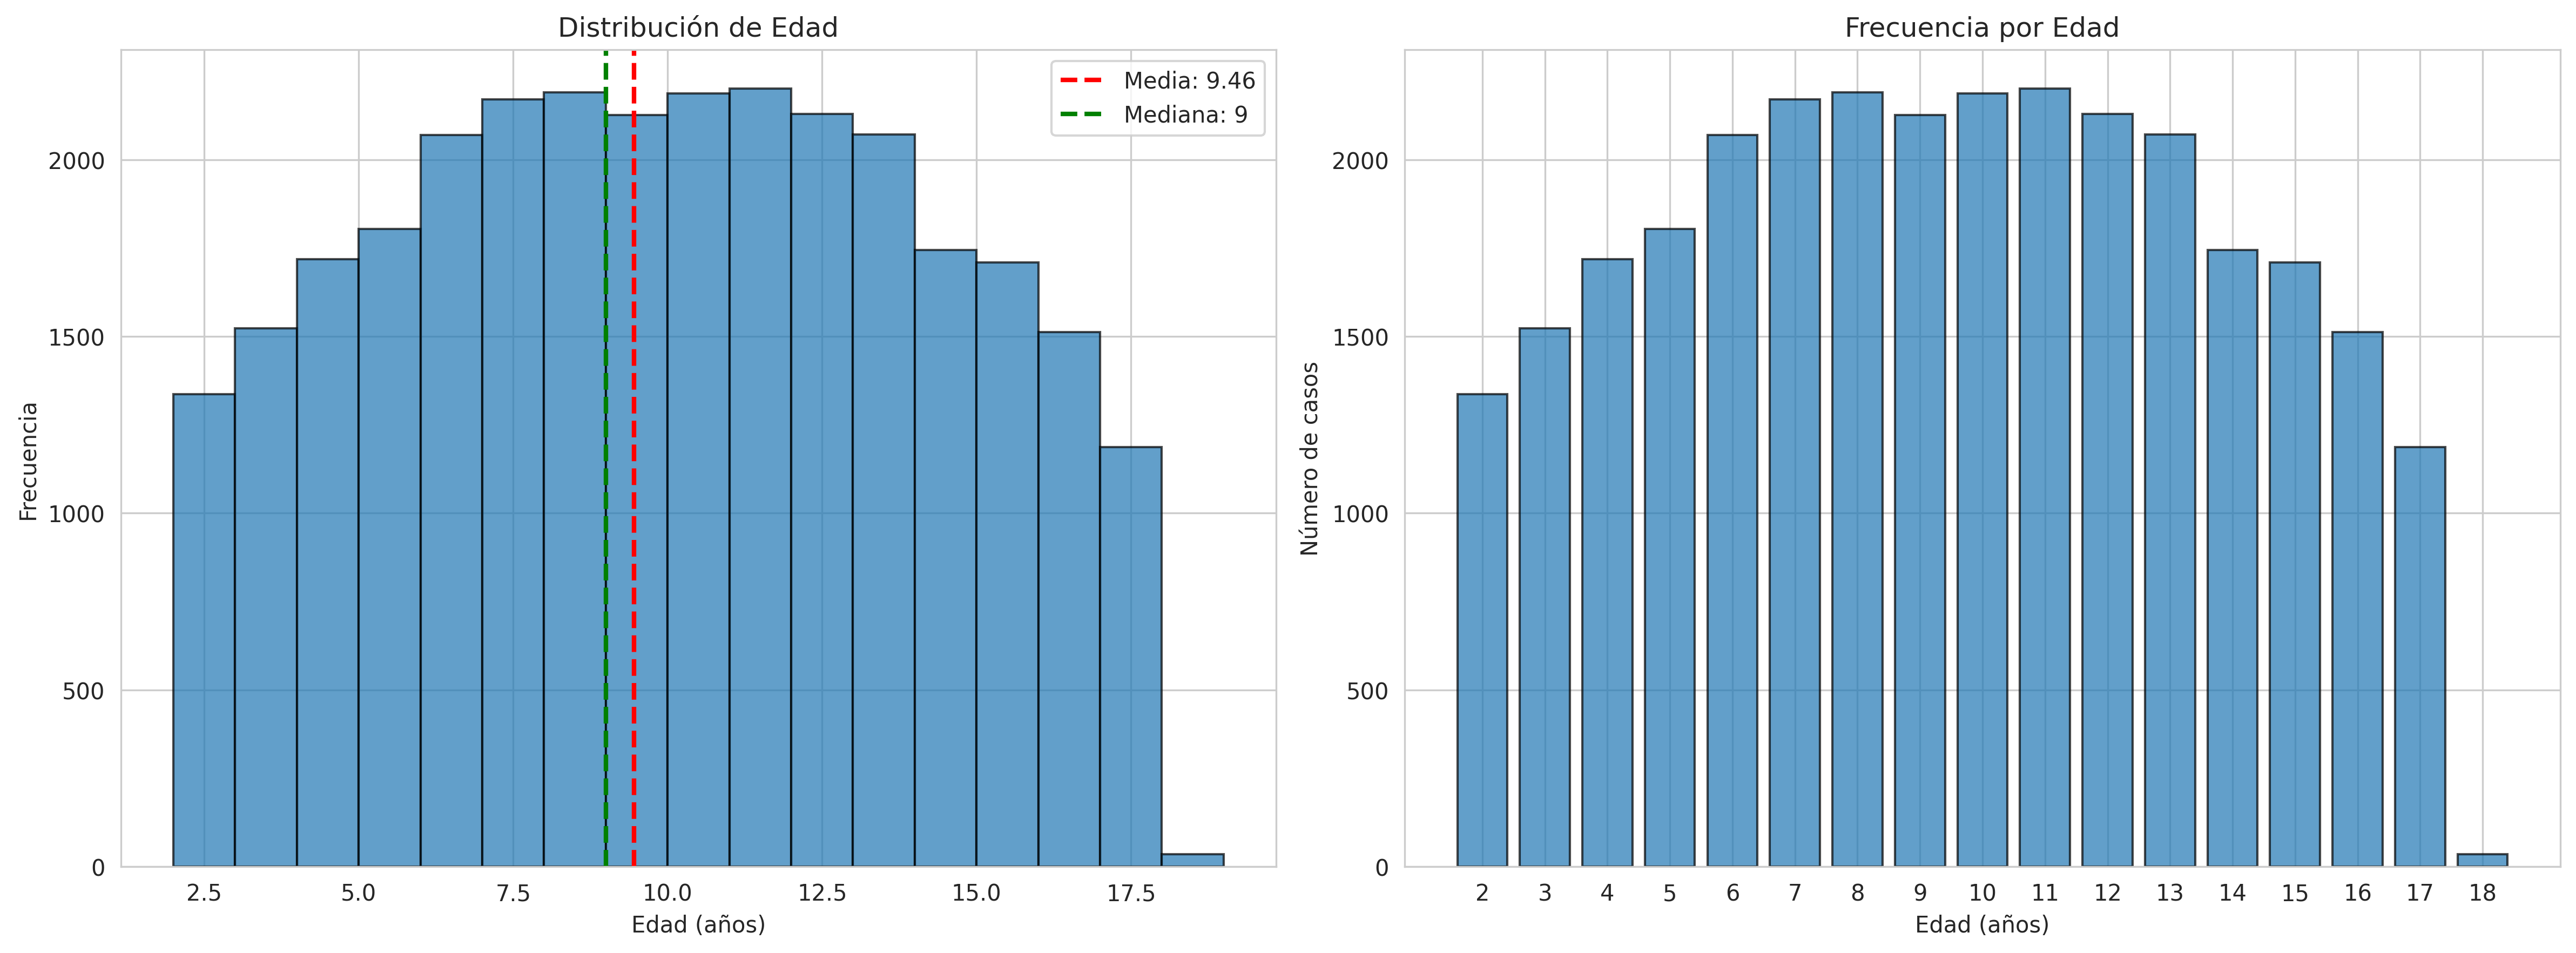 Distribución de Edad
Media: 9.46
Mediana: 9
Frecuencia
2000
1500
1000
500
0
2.5 5.0 7.5 10.0 12.5 15.0 17.5
Edad (años)
Frecuencia por Edad
Número de casos
2000
1500
1000
500
0
2 3 4 5 6 7 8 9 10 11 12 13 14 15 16 17 18
Edad (años)